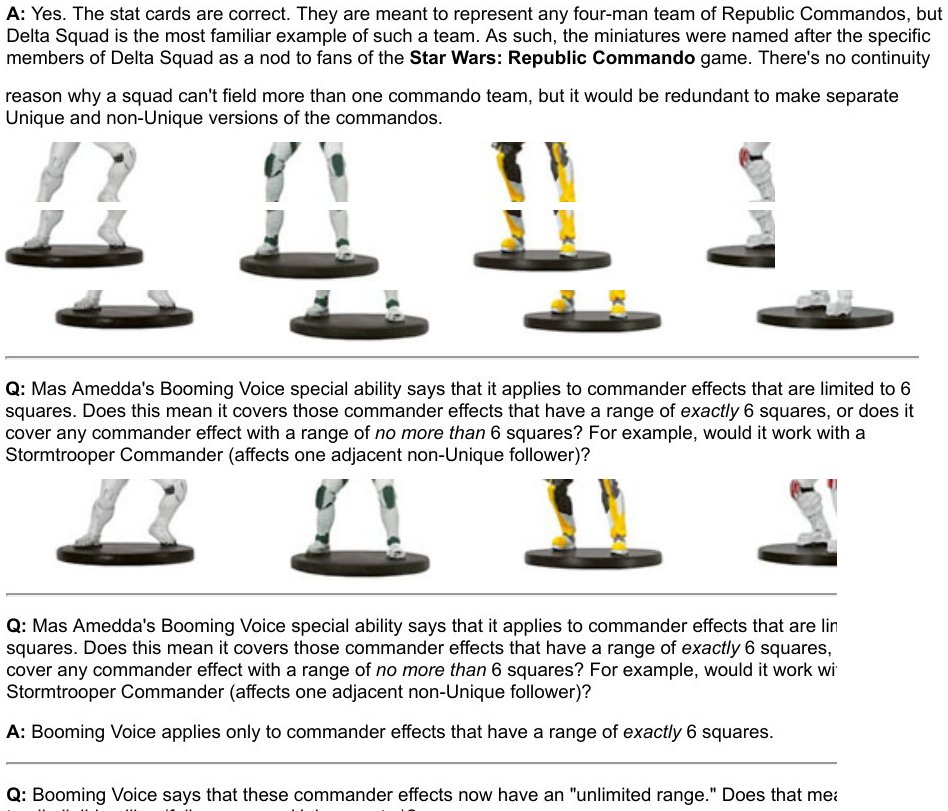 A: Yes. The stat cards are correct. They are meant to represent any four-man team of Republic Commandos, but
Delta Squad is the most familiar example of such a team. As such, the miniatures were named after the specific
members of Delta Squad as a nod to fans of the Star Wars: Republic Commando game. There's no continuity
reason why a squad can't field more than one commando team, but it would be redundant to make separate
Unique and non-Unique versions of the commandos.
Q: Mas Amedda's Booming Voice special ability says that it applies to commander effects that are limited to 6
squares. Does this mean it covers those commander effects that have a range of exactly 6 squares, or does it
cover any commander effect with a range of no more than 6 squares? For example, would it work with a
Stormtrooper Commander (affects one adjacent non-Unique follower)?
Q: Mas Amedda's Booming Voice special ability says that it applies to commander effects that are
squares. Does this mean it covers those commander effects that have a range of exactly 6 squares,
cover any commander effect with a range of no more than 6 squares? For example, would it work
Stormtrooper Commander (affects one adjacent non-Unique follower)?
A: Booming Voice applies only to commander effects that have a range of exactly 6 squares.
Q: Booming Voice says that these commander effects now have an "unlimited range." Does that